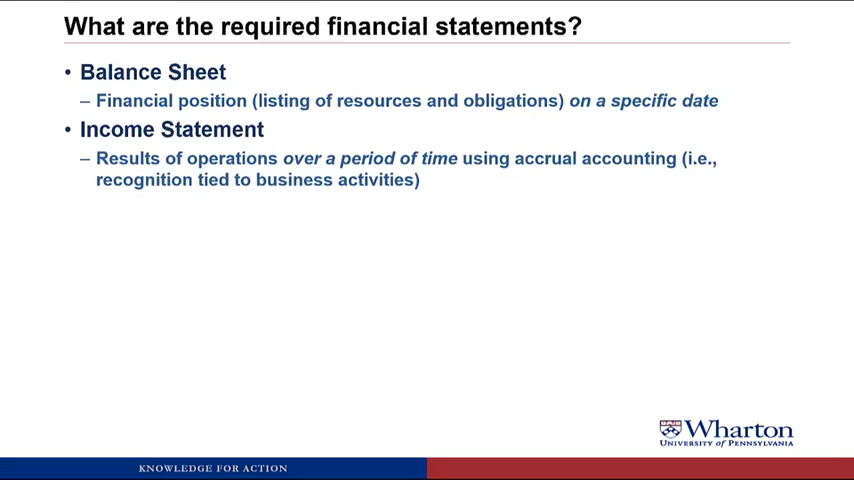 What are the required financial statements?
• Balance Sheet
– Financial position (listing of resources and obligations) on a specific date
• Income Statement
– Results of operations over a period of time using accrual accounting (i.e.,
recognition tied to business activities)
Wharton
UNIVERSITY of PENNSYLVANIA
KNOWLEDGE FOR ACTION